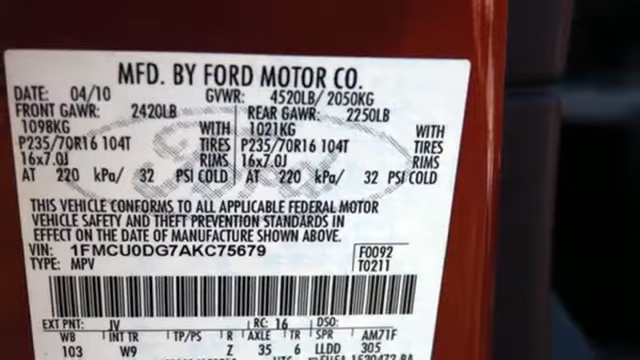 MFD. BY FORD MOTOR CO.
DATE: 04/10 GVWR: 4520LB/ 2050KG
FRONT GAWR: 2420LB REAR GAWR: 2250LB
1098KG WITH 1021KG WITH
P235/70R16 104T TIRES P235/70R16 104T TIRES
16x7.0J RIMS 16x7.0J RIMS
AT 220 kPa/ 32 PSI COLD AT 220 kPa/ 32 PSI COLD
THIS VEHICLE CONFORMS TO ALL APPLICABLE FEDERAL MOTOR
VEHICLE SAFETY AND THEFT PREVENTION STANDARDS IN
EFFECT ON THE DATE OF MANUFACTURE SHOWN ABOVE.
VIN: 1FMCU0DG7AKC75679 F0092
TYPE: MPV T0211
EXT PNT: JV RC: 16 DSO:
WB INT TR TP/PS R AXLE TR SPR AM71F
103 W9 Z 35 6 LLDD 305